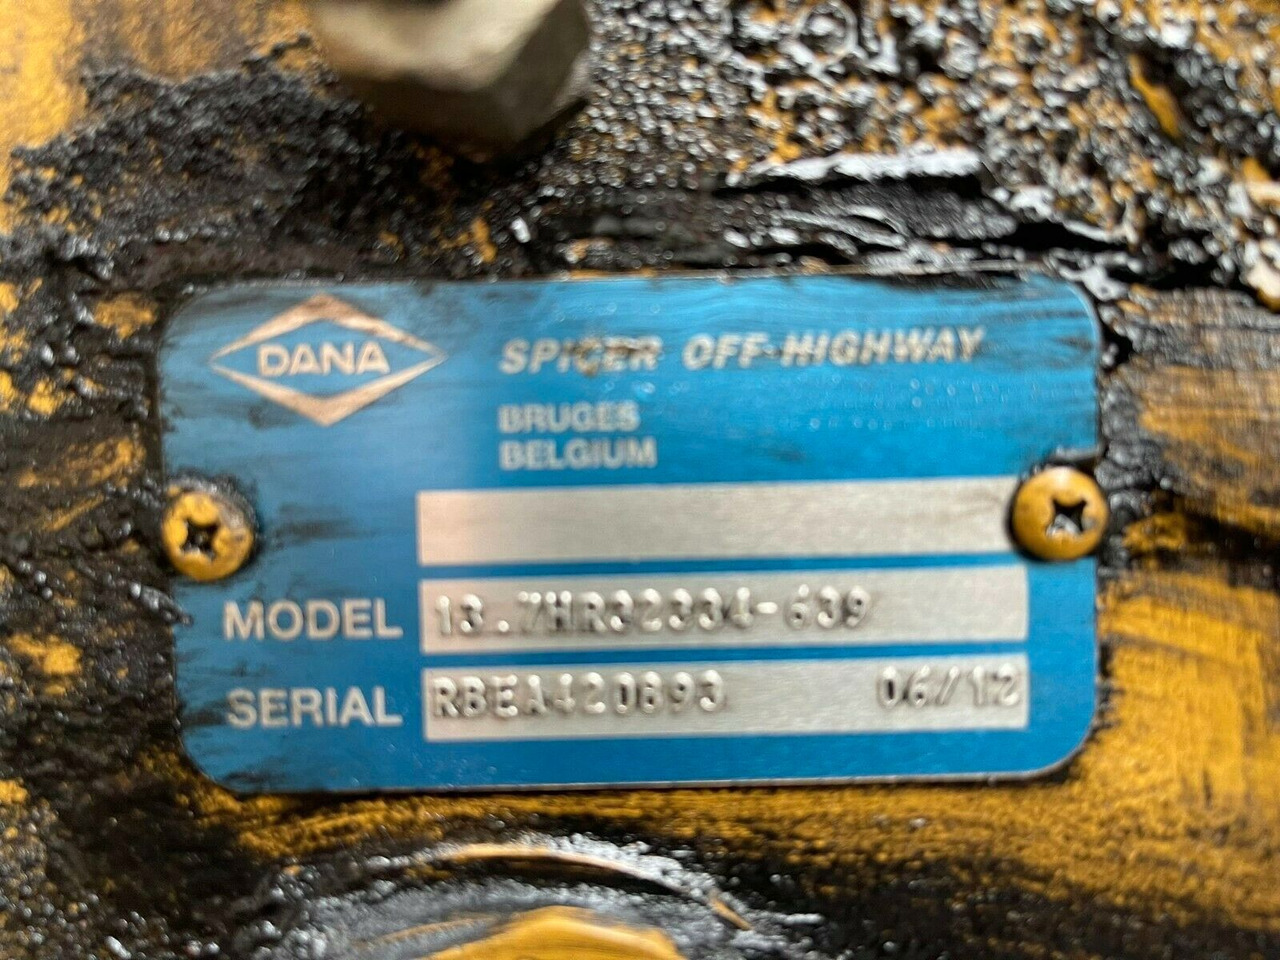 DANA
SPICER OFF-HIGHWAY
BRUGES
BELGIUM
MODEL 13.7HR32334-639
SERIAL RBEA420893 06/12